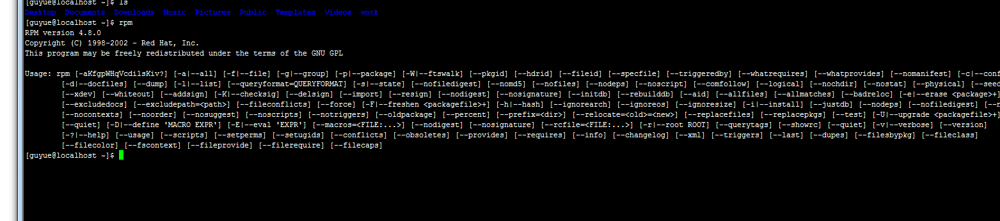 [guyue@localhost ~]$ ls
Desktop Documents Downloads Music Pictures Public Templates Videos work
[guyue@localhost ~]$ rpm
RPM version 4.8.0
Copyright (C) 1998-2002 - Red Hat, Inc.
This program may be freely redistributed under the terms of the GNU GPL
Usage: rpm [-aKfgpWHqVcdilsKiv?] [-a|--all] [-f|--file] [-g|--group] [-p|--package] [-W|--ftswalk] [--pkgid] [--hdrid] [--fileid] [--specfile] [--triggeredby] [--whatrequires] [--whatprovides] [--nomanifest] [-c|--conf
[-d|--docfiles] [--dump] [-l|--list] [--queryformat=QUERYFORMAT] [-s|--state] [--nofiledigest] [--nomd5] [--nofiles] [--nodeps] [--noscript] [--comfollow] [--logical] [--nochdir] [--nostat] [--physical] [--seed
[--xdev] [--whiteout] [--addsign] [-K|--checksig] [--delsign] [--import] [--resign] [--nodigest] [--nosignature] [--initdb] [--rebuilddb] [--aid] [--allfiles] [--allmatches] [--badreloc] [-e|--erase <package>+]
[--excludedocs] [--excludepath=<path>] [--fileconflicts] [--force] [-F|--freshen <packagefile>+] [-h|--hash] [--ignorearch] [--ignoreos] [--ignoresize] [-i|--install] [--justdb] [--nodeps] [--nofiledigest] [--n
[--nocontexts] [--noorder] [--nosuggest] [--noscripts] [--notriggers] [--oldpackage] [--percent] [--prefix=<dir>] [--relocate=<old>=<new>] [--replacefiles] [--replacepkgs] [--test] [-U|--upgrade <packagefile>+]
[--quiet] [-D|--define 'MACRO EXPR'] [-E|--eval 'EXPR'] [--macros=<FILE:...>] [--nodigest] [--nosignature] [--rcfile=<FILE:...>] [-r|--root ROOT] [--querytags] [--showrc] [--quiet] [-v|--verbose] [--version]
[-?|--help] [--usage] [--scripts] [--setperms] [--setugids] [--conflicts] [--obsoletes] [--provides] [--requires] [--info] [--changelog] [--xml] [--triggers] [--last] [--dupes] [--filesbypkg] [--fileclass]
[--filecolor] [--fscontext] [--fileprovide] [--filerequire] [--filecaps]
[guyue@localhost ~]$